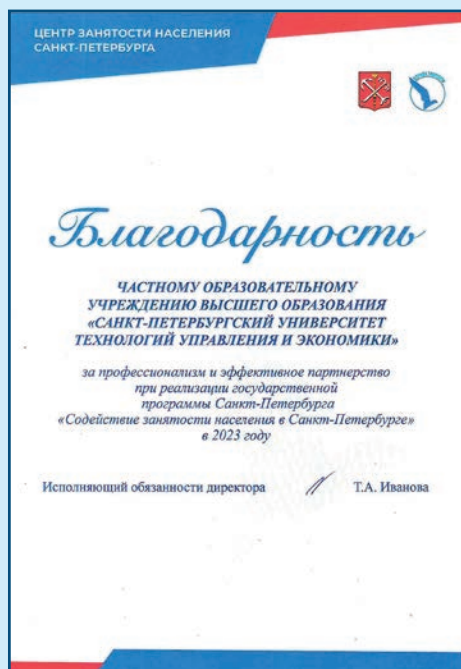 ЦЕНТР ЗАНЯТОСТИ НАСЕЛЕНИЯ
САНКТ-ПЕТЕРБУРГА
Благодарность
ЧАСТНОМУ ОБРАЗОВАТЕЛЬНОМУ
УЧРЕЖДЕНИЮ ВЫСШЕГО ОБРАЗОВАНИЯ
«САНКТ-ПЕТЕРБУРГСКИЙ УНИВЕРСИТЕТ
ТЕХНОЛОГИЙ УПРАВЛЕНИЯ И ЭКОНОМИКИ»
за профессионализм и эффективное партнерство
при реализации государственной
программы Санкт-Петербурга
«Содействие занятости населения в Санкт-Петербурге»
в 2023 году
Исполняющий обязанности директора Т.А. Иванова